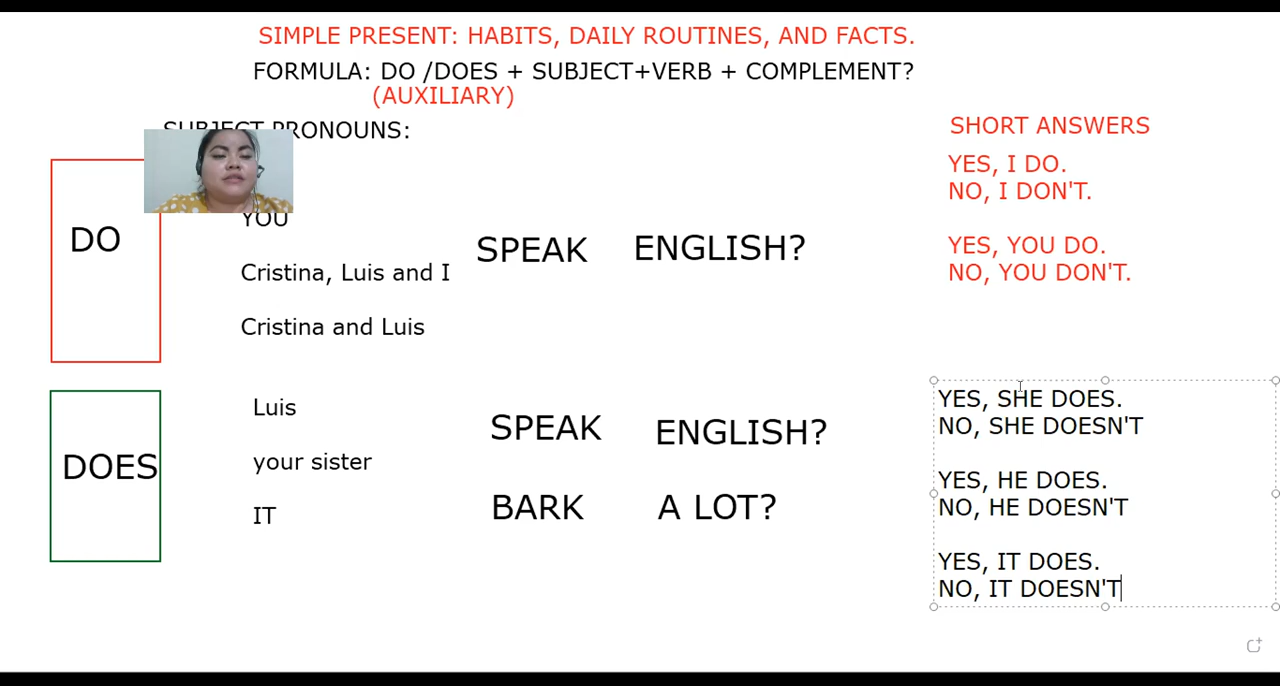 SIMPLE PRESENT: HABITS, DAILY ROUTINES, AND FACTS.
FORMULA: DO /DOES + SUBJECT+VERB + COMPLEMENT?
(AUXILIARY)
SUBJECT PRONOUNS:
SHORT ANSWERS
YES, I DO.
NO, I DON'T.
DO
YOU
SPEAK
ENGLISH?
YES, YOU DO.
NO, YOU DON'T.
Cristina, Luis and I
Cristina and Luis
DOES
Luis
SPEAK
ENGLISH?
your sister
IT
BARK
A LOT?
YES, SHE DOES.
NO, SHE DOESN'T
YES, HE DOES.
NO, HE DOESN'T
YES, IT DOES.
NO, IT DOESN'T